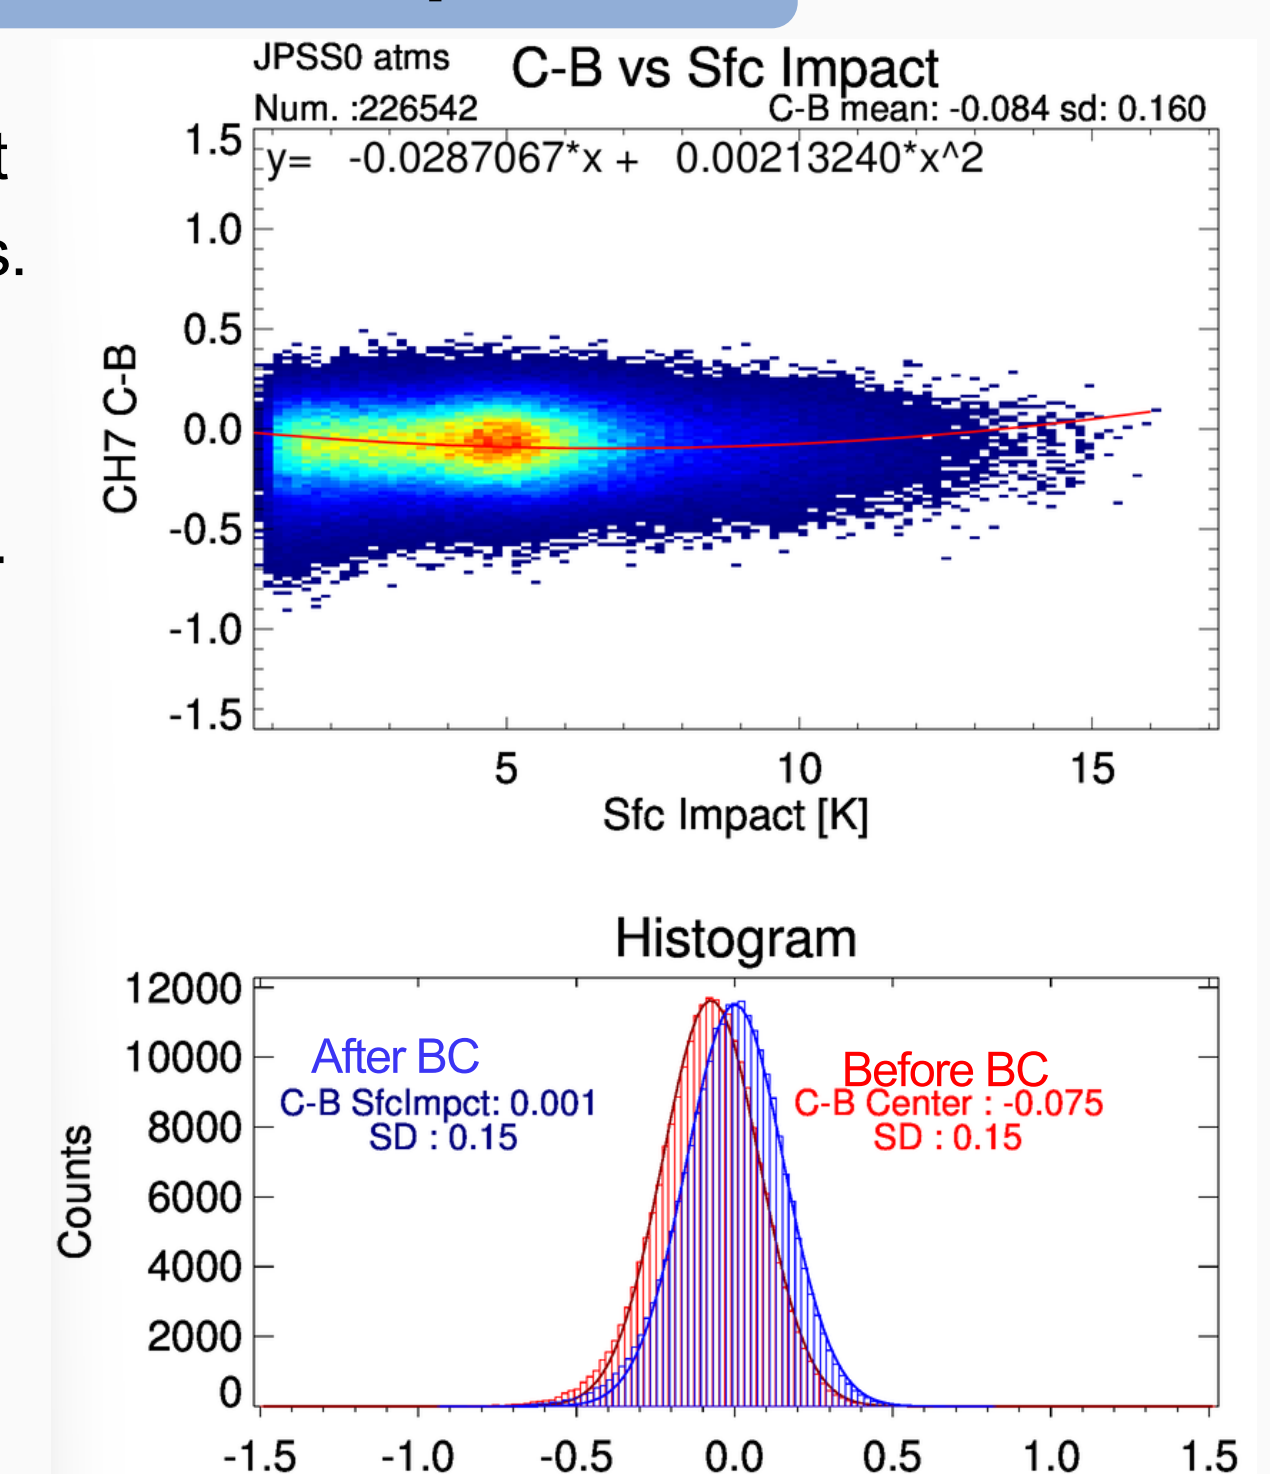 t
s.
.
JPSS0 atms
C-B vs Sfc Impact
Num. :226542
C-B mean: -0.084 sd: 0.160
y= -0.0287067*x + 0.00213240*x^2
1.5
1.0
0.5
0.0
-0.5
-1.0
-1.5
CH7 C-B
5 10 15
Sfc Impact [K]
Histogram
12000
10000
8000
6000
4000
2000
0
Counts
After BC
C-B SfcImpct: 0.001
SD : 0.15
Before BC
C-B Center : -0.075
SD : 0.15
-1.5 -1.0 -0.5 0.0 0.5 1.0 1.5